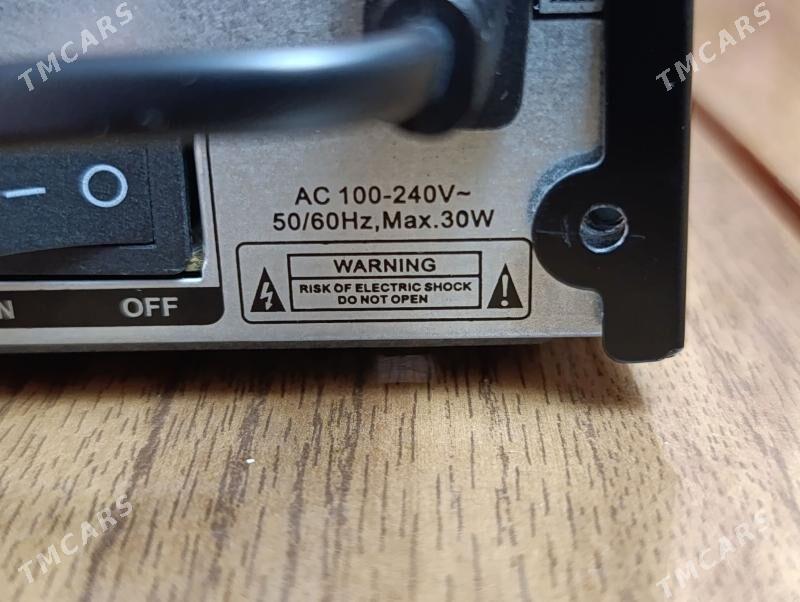 TMCARS
TMCARS
AC 100-240V~
50/60Hz,Max.30W
WARNING
RISK OF ELECTRIC SHOCK
DO NOT OPEN
OFF
TMCARS
TMCARS